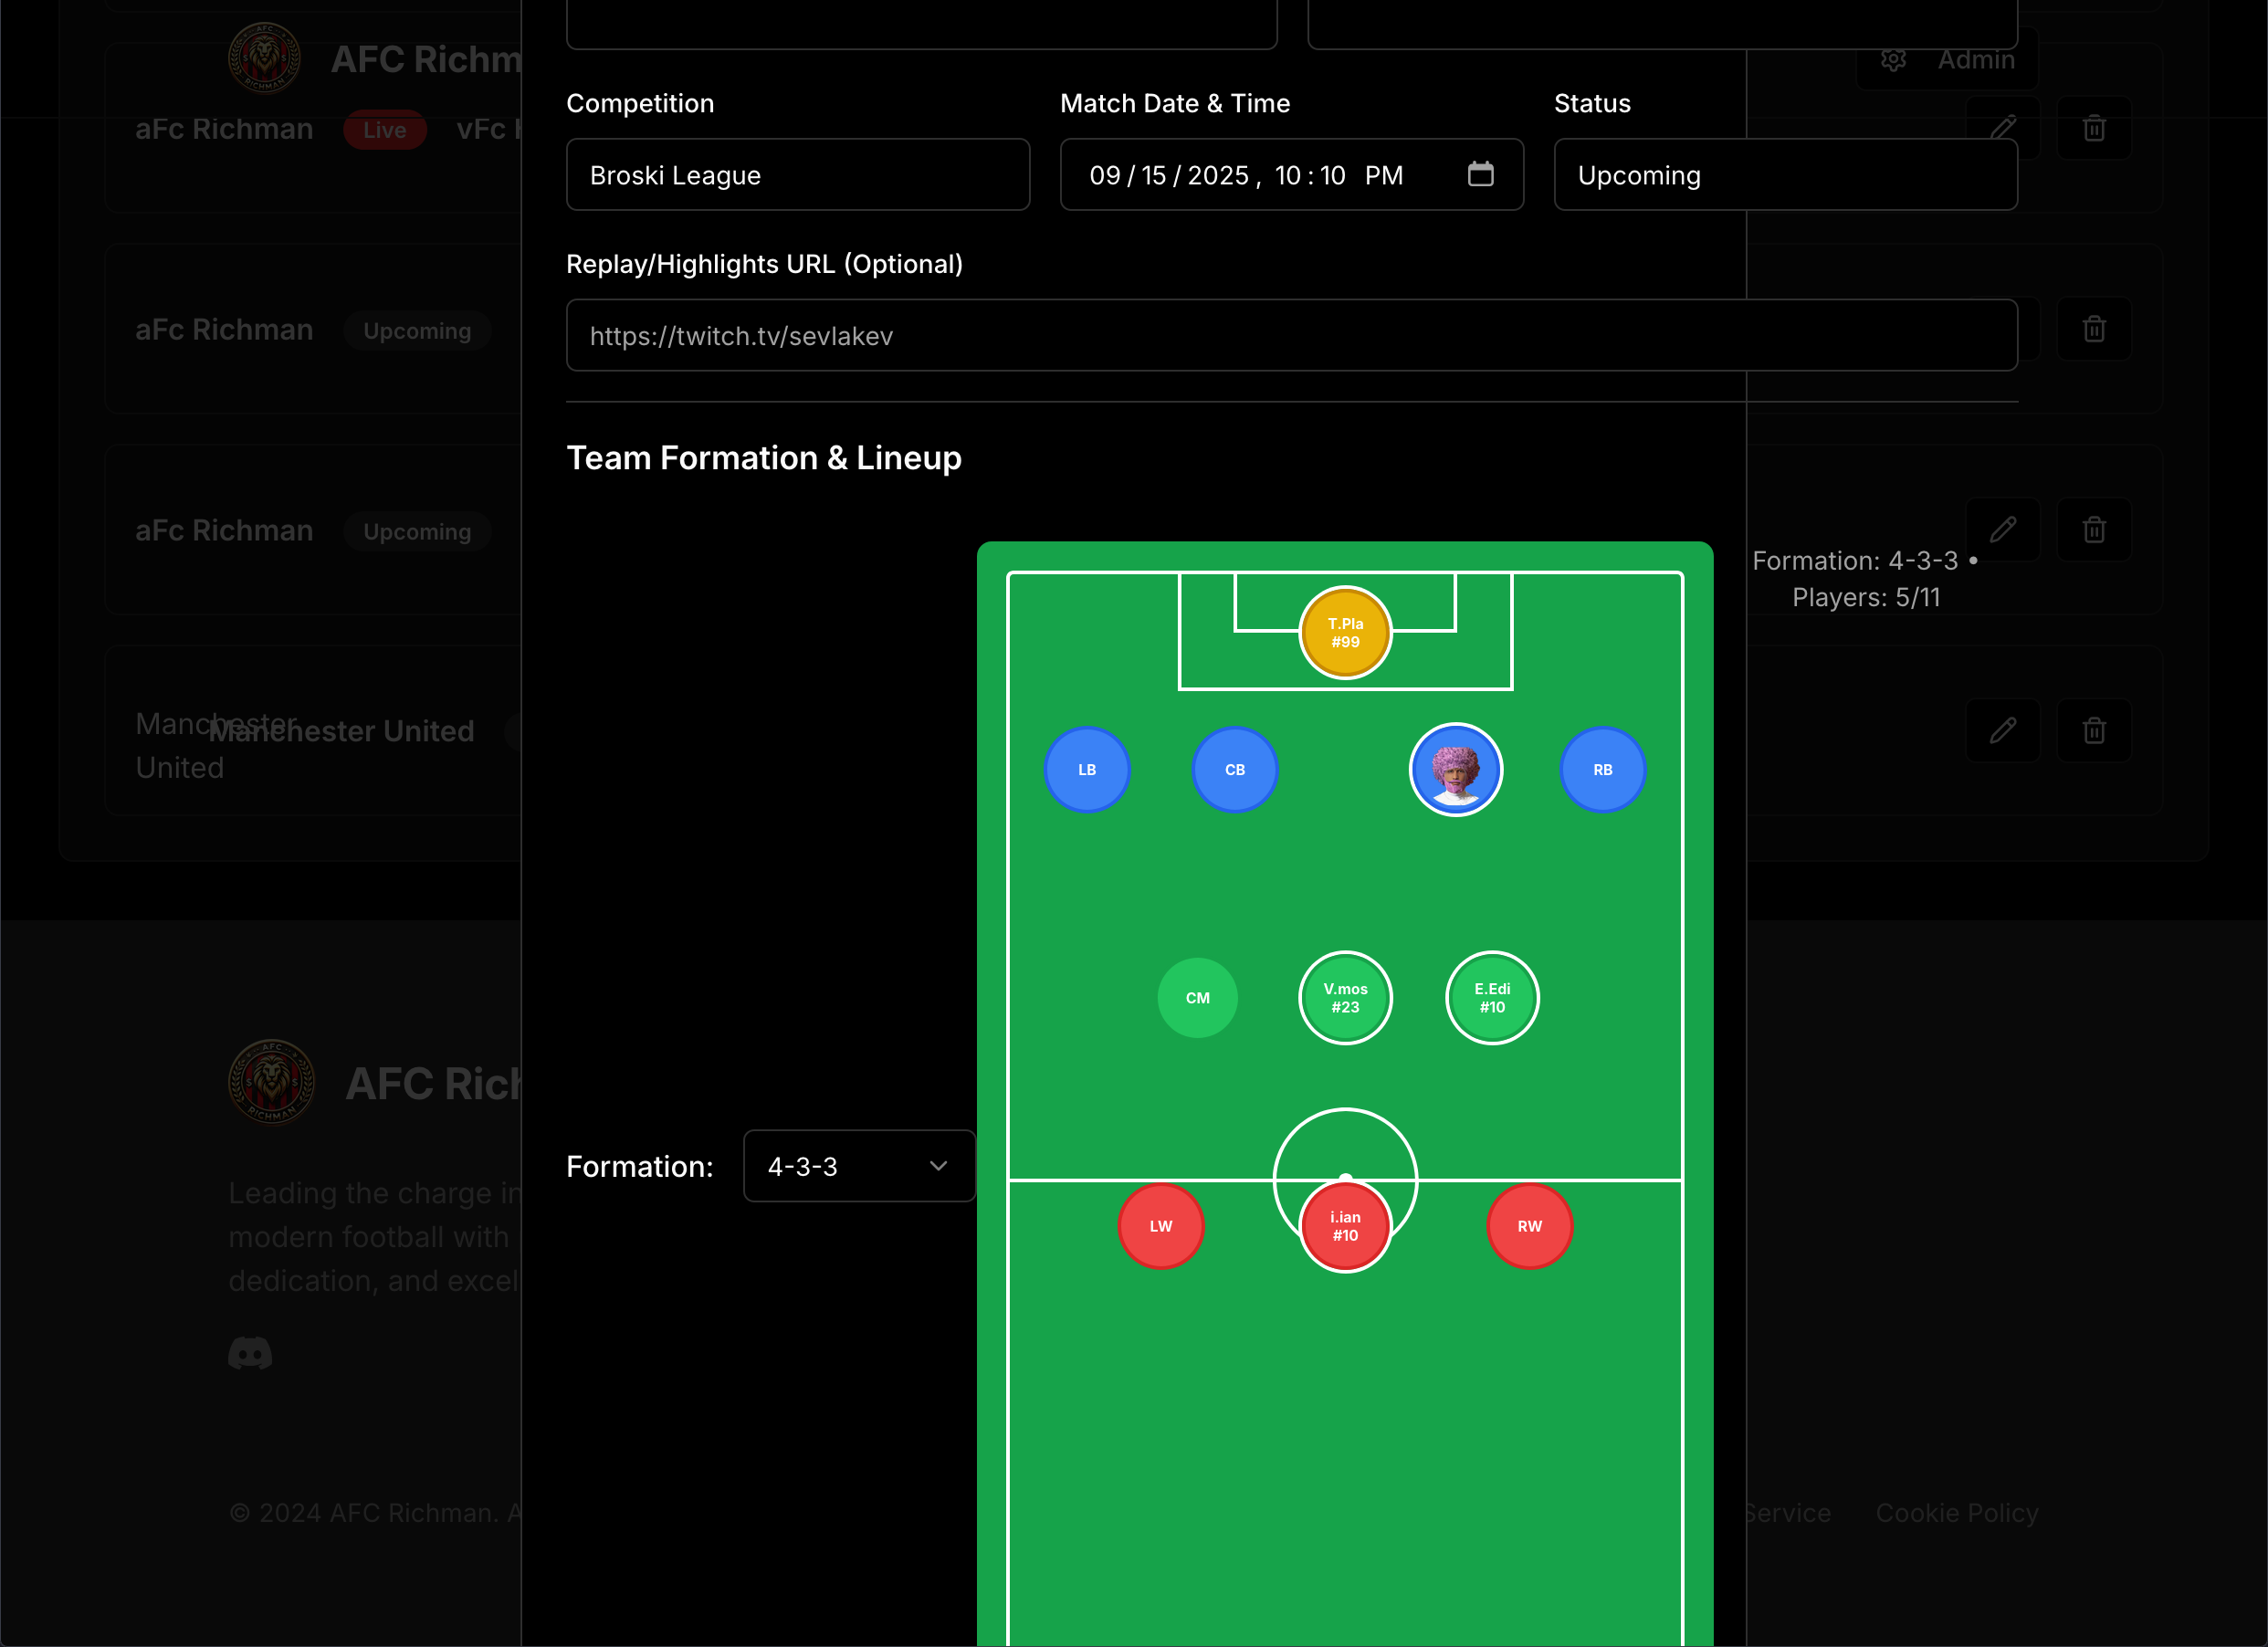 AFC
RICHMAN
AFC Richm
Admin
Competition
Match Date & Time
Status
aFc Richman
Live
vFc
Broski League
09/15/2025, 10:10 PM
Upcoming
Replay/Highlights URL (Optional)
aFc Richman
Upcoming
https://twitch.tv/sevlakev
Team Formation & Lineup
aFc Richman
Upcoming
Formation: 4-3-3 •
Players: 5/11
T.Pla
#99
Manchester
United
Manchester United
LB
CB
RB
CM
V.mos
#23
E.Edi
#10
AFC
RICHMAN
AFC Rich
Formation:
4-3-3
Leading the charge in
modern football with
dedication, and excel
LW
i.ian
#10
RW
© 2024 AFC Richman. A
Service
Cookie Policy